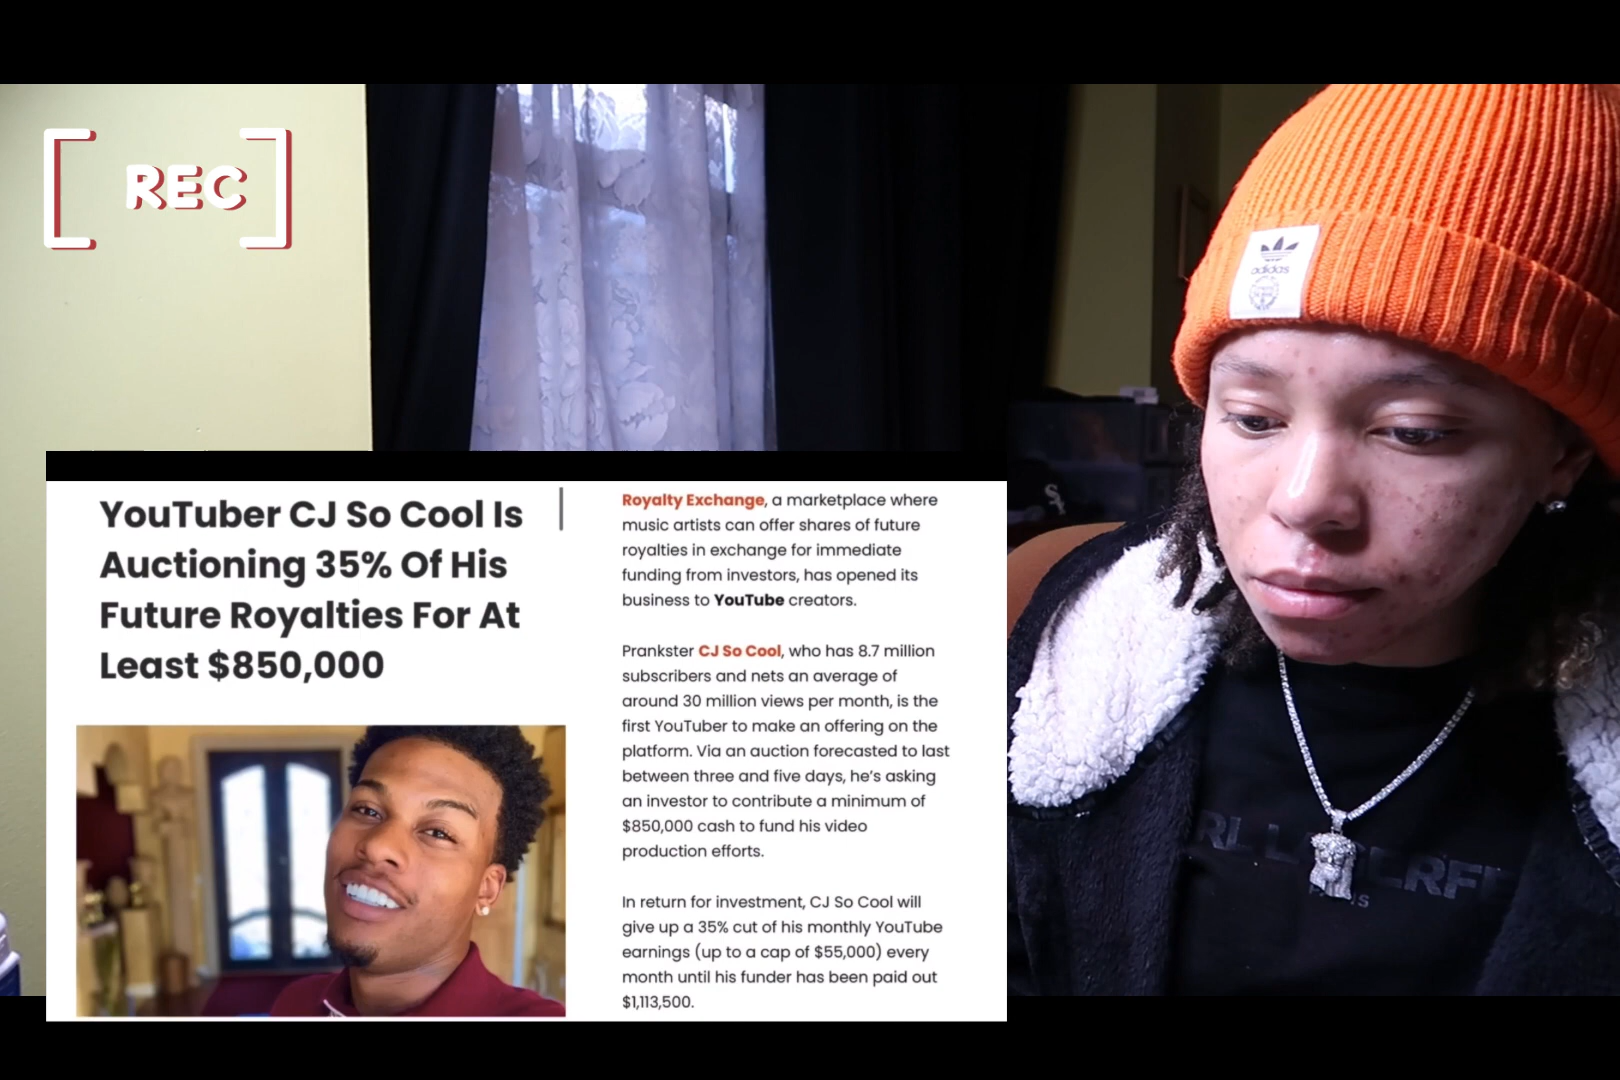 REC
adidas
YouTuber CJ So Cool Is
Auctioning 35% Of His
Future Royalties For At
Least $850,000
Royalty Exchange, a marketplace where
music artists can offer shares of future
royalties in exchange for immediate
funding from investors, has opened its
business to YouTube creators.
Prankster CJ So Cool, who has 8.7 million
subscribers and nets an average of
around 30 million views per month, is the
first YouTuber to make an offering on the
platform. Via an auction forecasted to last
between three and five days, he's asking
an investor to contribute a minimum of
$850,000 cash to fund his video
production efforts.
In return for investment, CJ So Cool will
give up a 35% cut of his monthly YouTube
earnings (up to a cap of $55,000) every
month until his funder has been paid out
$1,113,500.